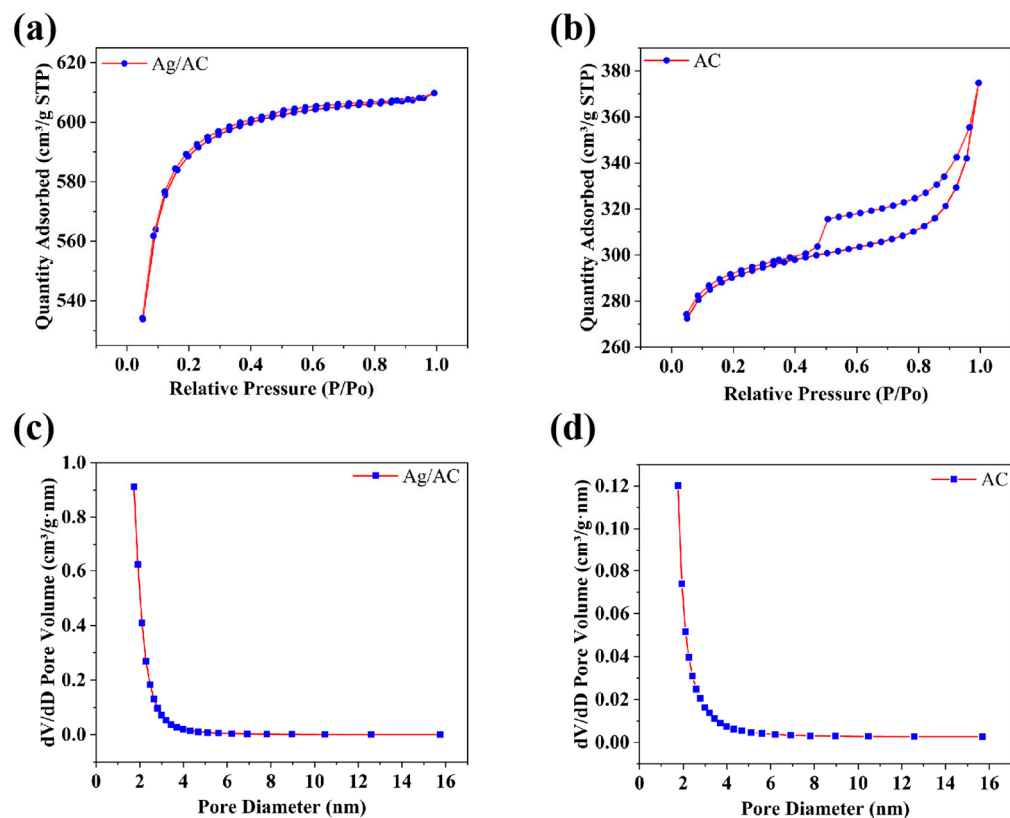 (a)
Ag/AC
Quantity Adsorbed (cm³/g STP)
620
600
580
560
540
0.0 0.2 0.4 0.6 0.8 1.0
Relative Pressure (P/Po)
(b)
AC
Quantity Adsorbed (cm³/g STP)
380
360
340
320
300
280
260
0.0 0.2 0.4 0.6 0.8 1.0
Relative Pressure (P/Po)
(c)
Ag/AC
dV/dD Pore Volume (cm³/g·nm)
1.0
0.8
0.6
0.4
0.2
0.0
0 2 4 6 8 10 12 14 16
Pore Diameter (nm)
(d)
AC
dV/dD Pore Volume (cm³/g·nm)
0.12
0.10
0.08
0.06
0.04
0.02
0.00
0 2 4 6 8 10 12 14 16
Pore Diameter (nm)